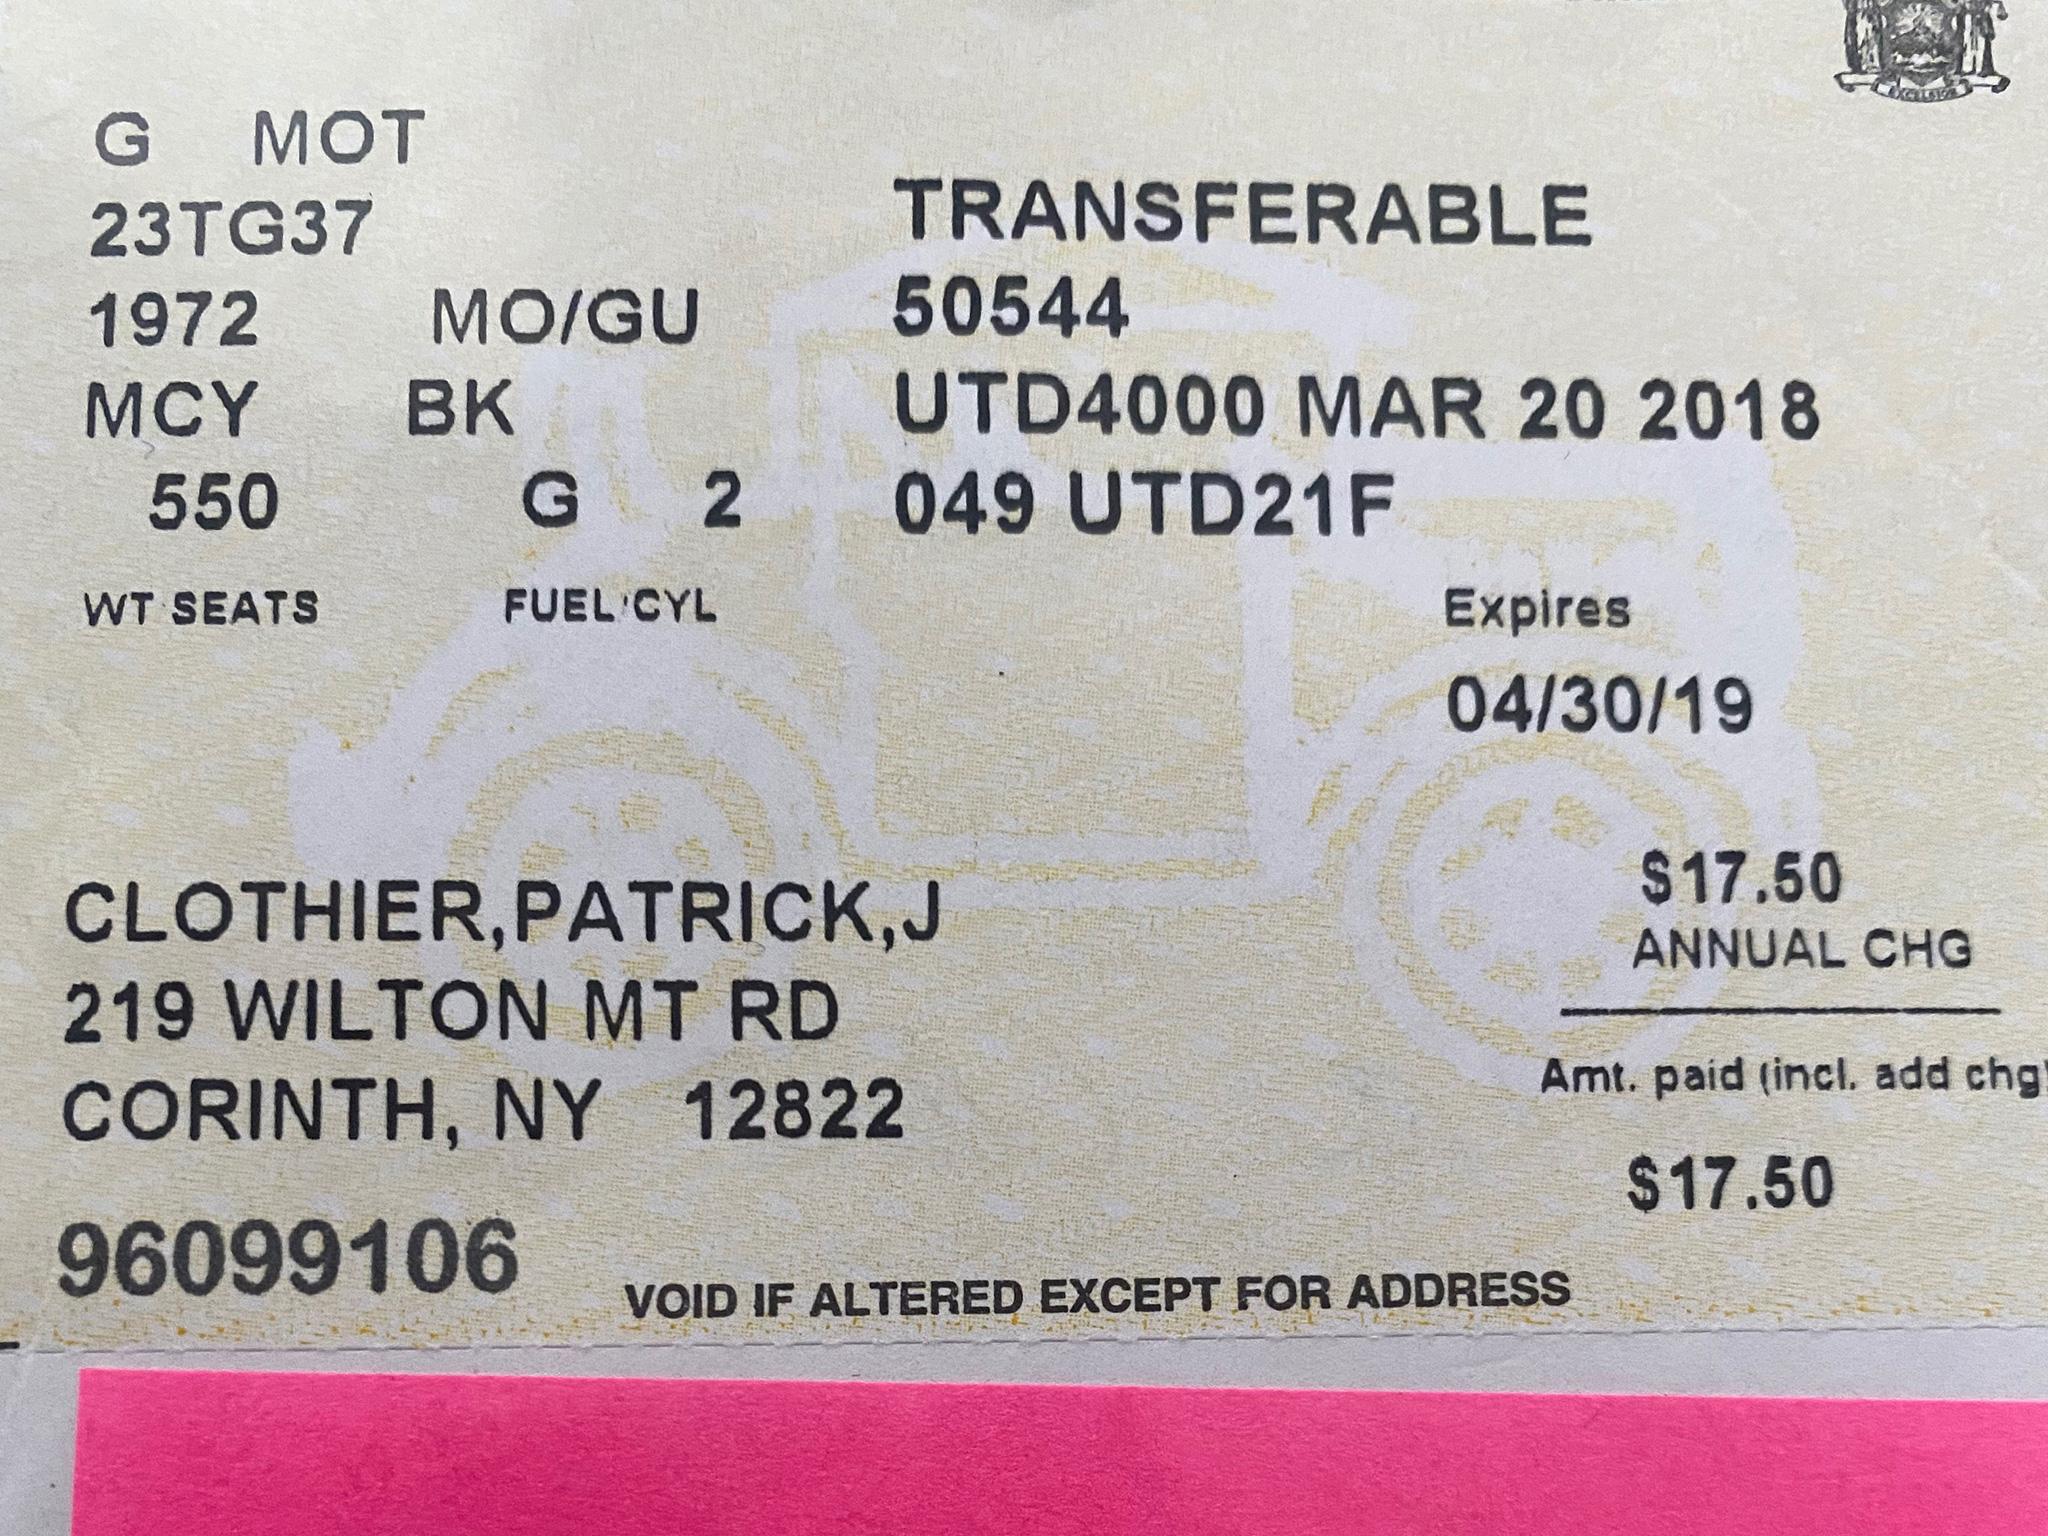 EXCELSIOR
G MOT
23TG37
TRANSFERABLE
1972 MO/GU
50544
MCY BK
UTD4000 MAR 20 2018
550 G 2
049 UTD21F
WT SEATS FUEL/CYL
Expires
04/30/19
$17.50
ANNUAL CHG
CLOTHIER,PATRICK,J
219 WILTON MT RD
CORINTH, NY 12822
Amt. paid (incl. add chg)
$17.50
96099106
VOID IF ALTERED EXCEPT FOR ADDRESS